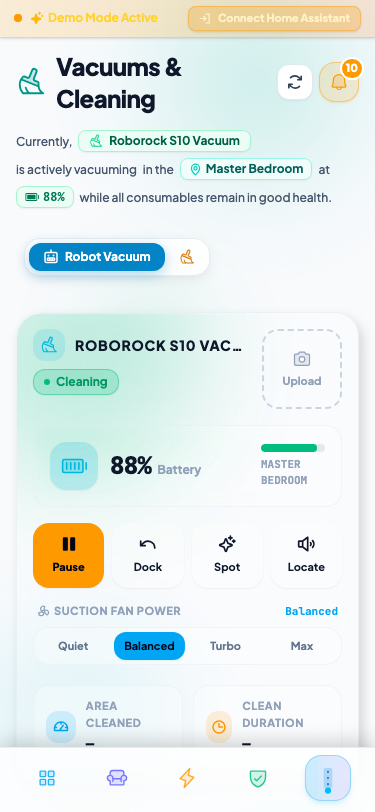 Demo Mode Active
Connect Home Assistant
Vacuums &
Cleaning
10
Currently, Roborock S10 Vacuum
is actively vacuuming in the Master Bedroom at
88% while all consumables remain in good health.
Robot Vacuum
ROBOROCK S10 VAC...
Cleaning
Upload
88% Battery
MASTER
BEDROOM
Pause
Dock
Spot
Locate
SUCTION FAN POWER
Balanced
Quiet
Balanced
Turbo
Max
AREA
CLEANED
–
CLEAN
DURATION
–